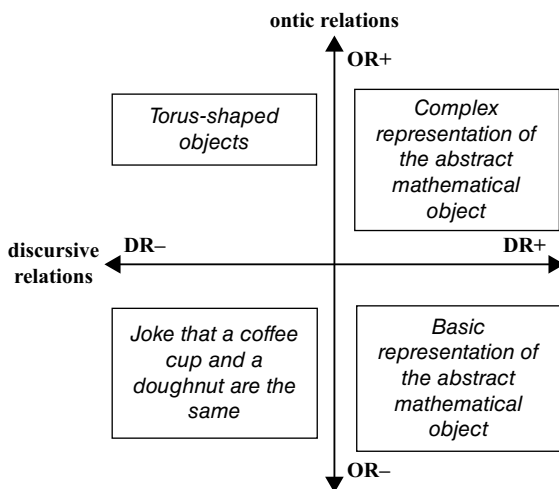 ontic relations
OR+
Torus-shaped
objects
Complex
representation of
the abstract
mathematical
object
discursive
relations
DR–
DR+
Joke that a coffee
cup and a
doughnut are the
same
Basic
representation of
the abstract
mathematical
object
OR–